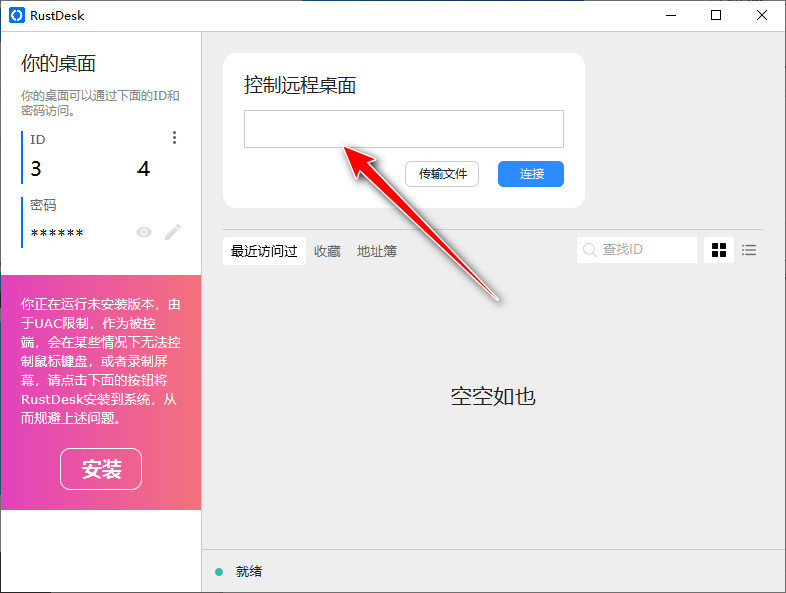 RustDesk
你的桌面
你的桌面可以通过下面的ID和
密码访问。
ID
3 4
密码
******
你正在运行未安装版本，由
于UAC限制，作为被控
端，会在某些情况下无法控
制鼠标键盘，或者录制屏
幕，请点击下面的按钮将
RustDesk安装到系统，从
而规避上述问题。
安装
控制远程桌面
传输文件 连接
最近访问过 收藏 地址簿 查找ID
空空如也
就绪